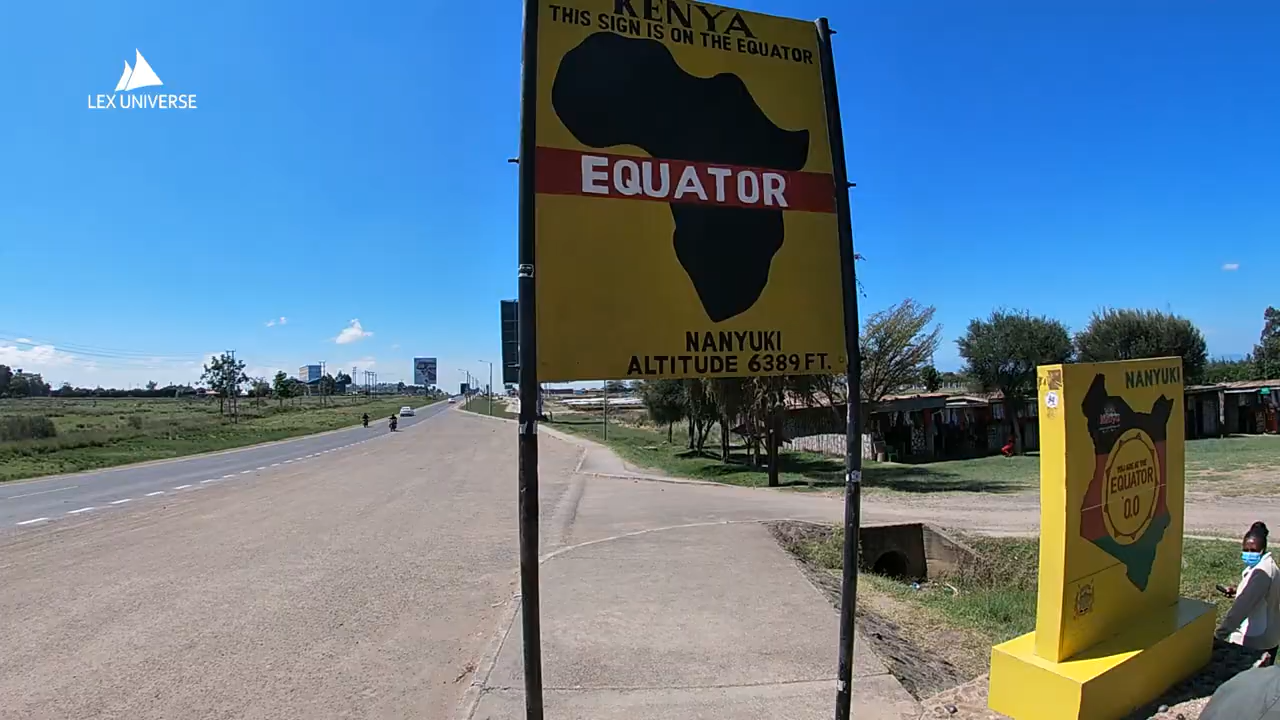 LEX UNIVERSE
KENYA
THIS SIGN IS ON THE EQUATOR
EQUATOR
NANYUKI
ALTITUDE 6389 FT.
NANYUKI
YOU ARE AT THE
EQUATOR
0.0